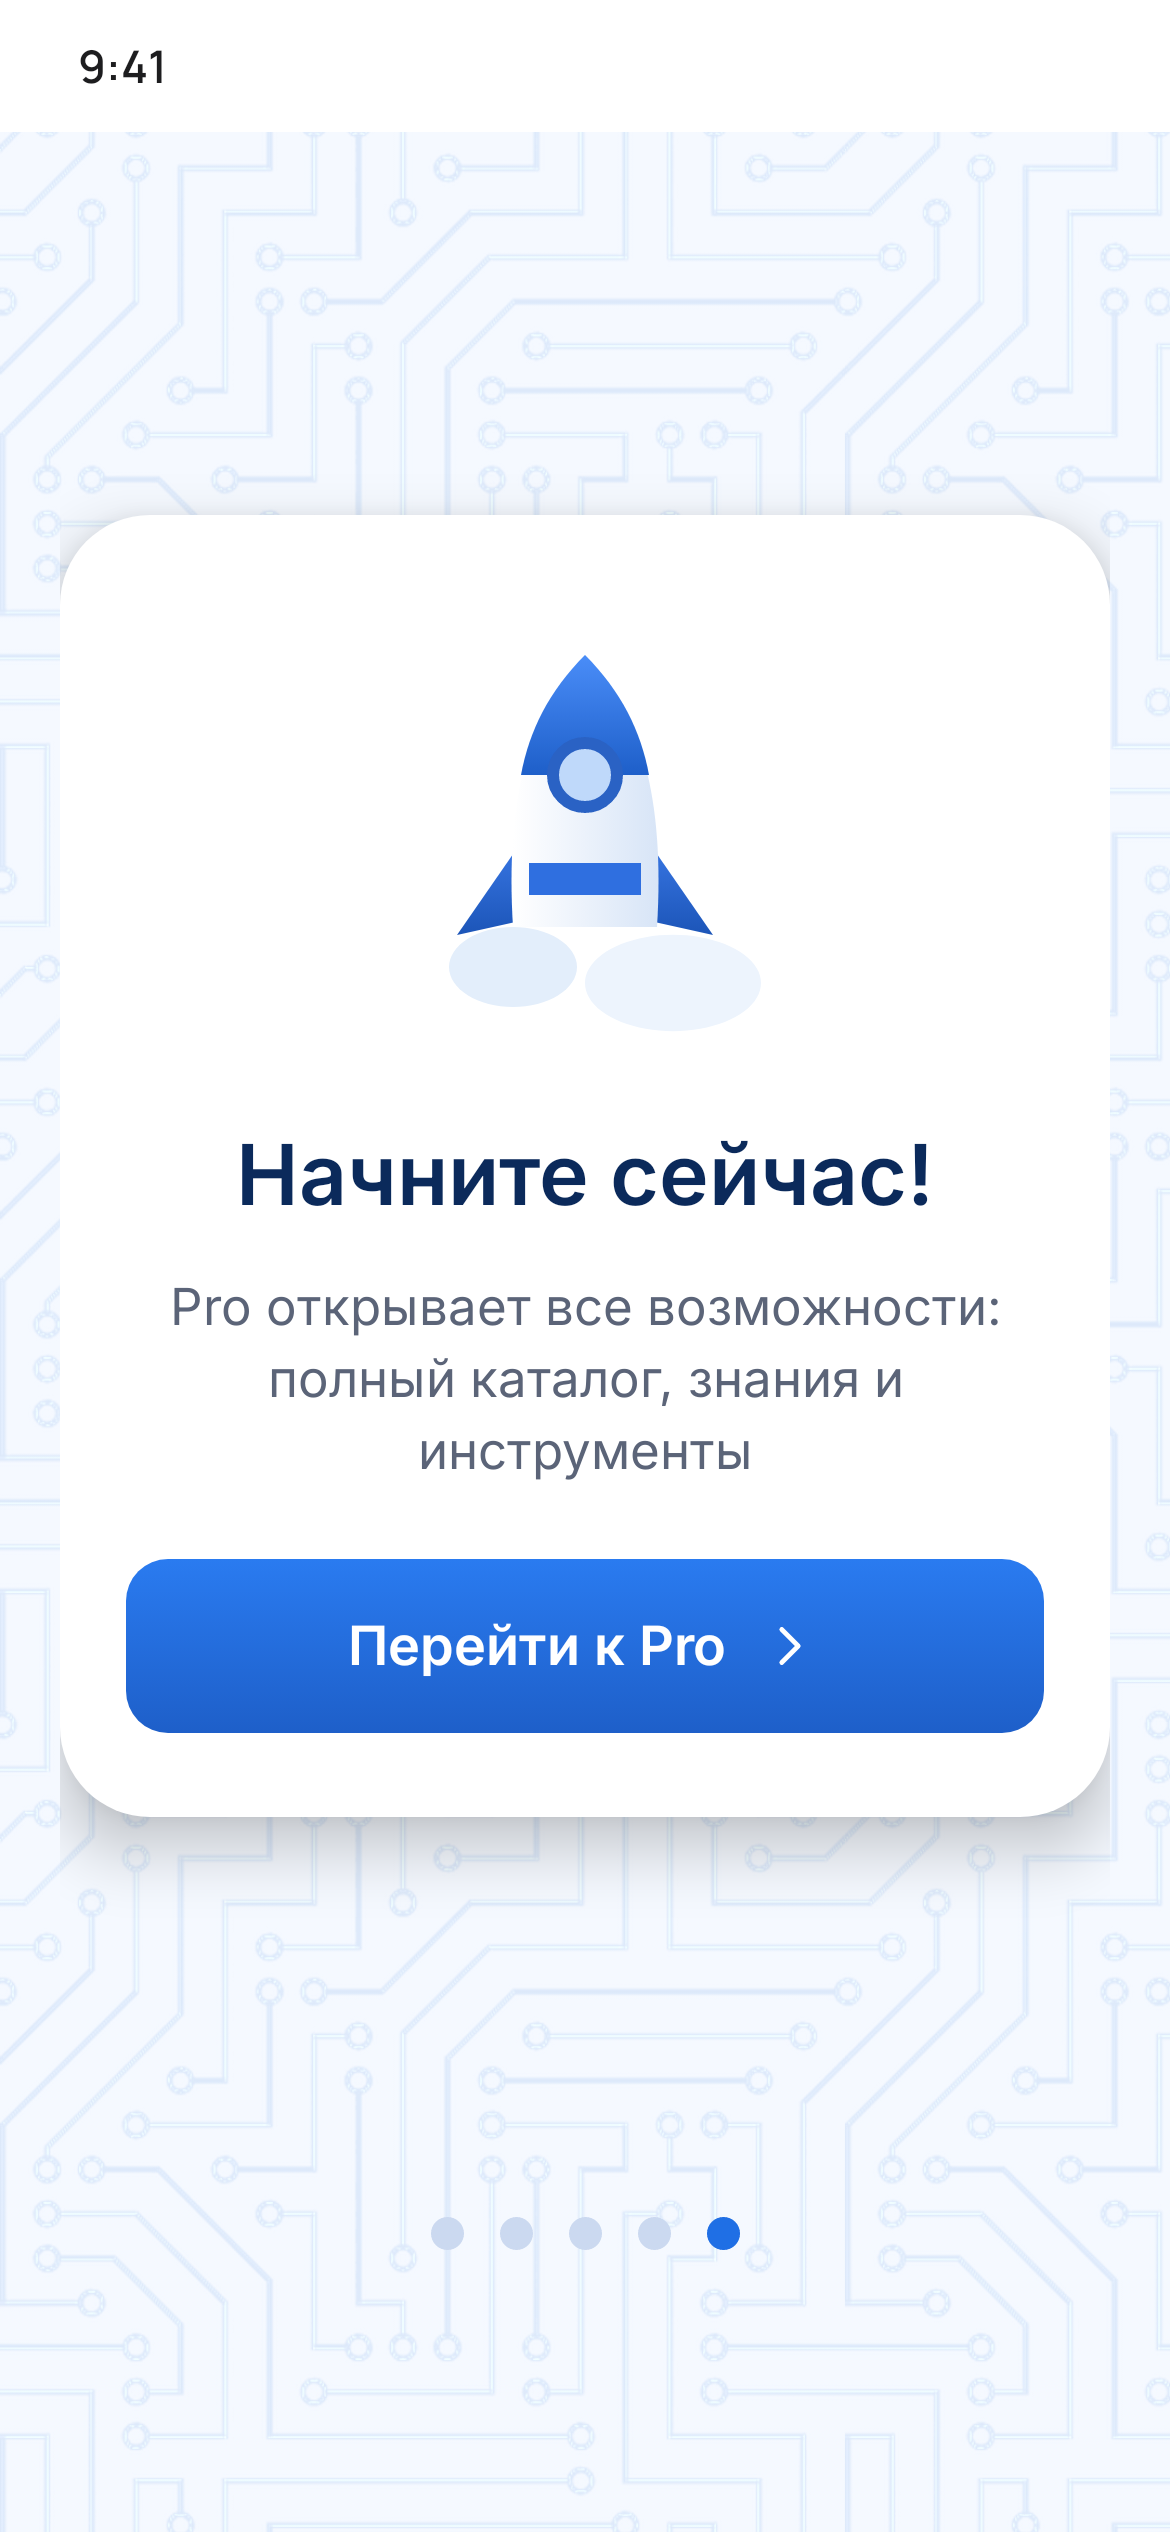 9:41
Начните сейчас!
Pro открывает все возможности:
полный каталог, знания и
инструменты
Перейти к Pro